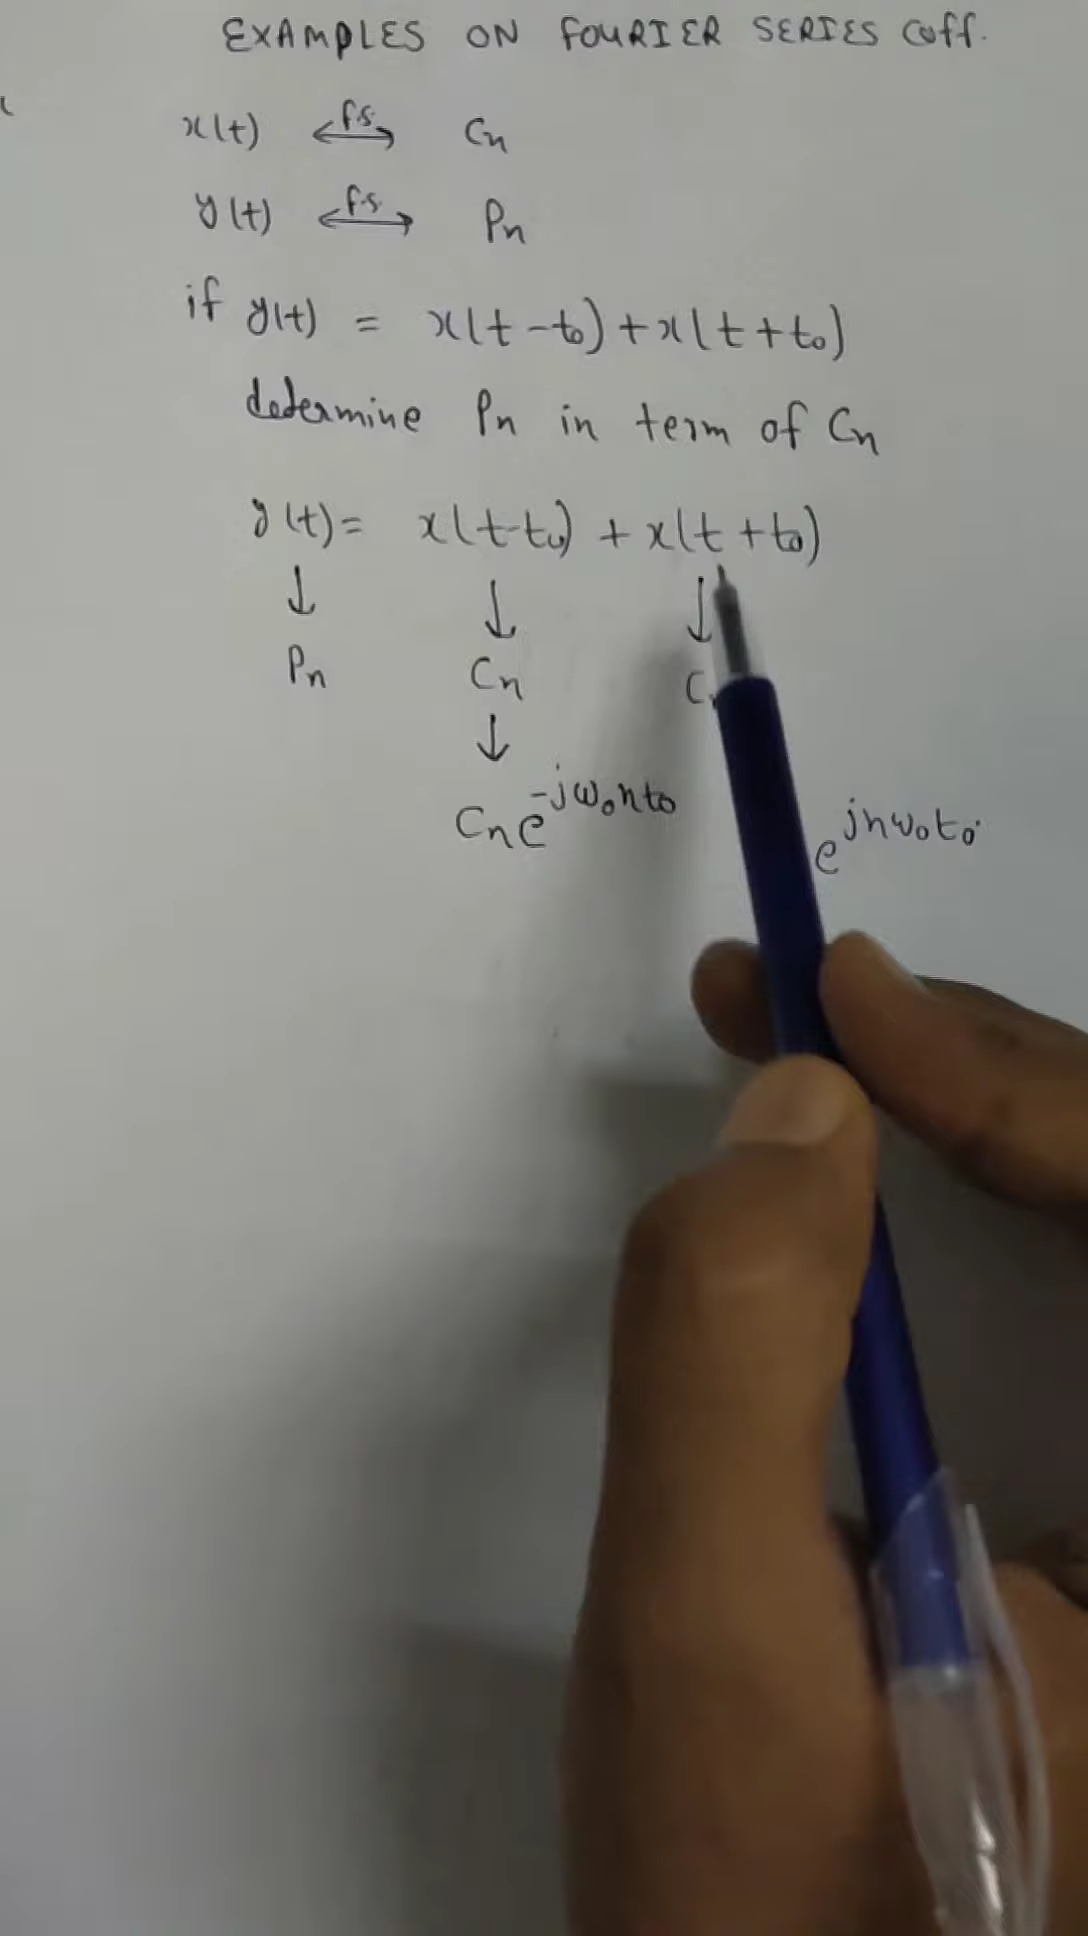 EXAMPLES ON FOURIER SERIES Coff.
x(t) <-f.s.-> Cn
y(t) <-f.s.-> Pn
if y(t) = x(t-t₀)+x(t+t₀)
determine Pn in term of Cn
y(t)= x(t-t₀) + x(t+t₀)
↓ ↓ ↓
Pn Cn C
↓
Cne^-jω₀nt₀ e^jnω₀t₀